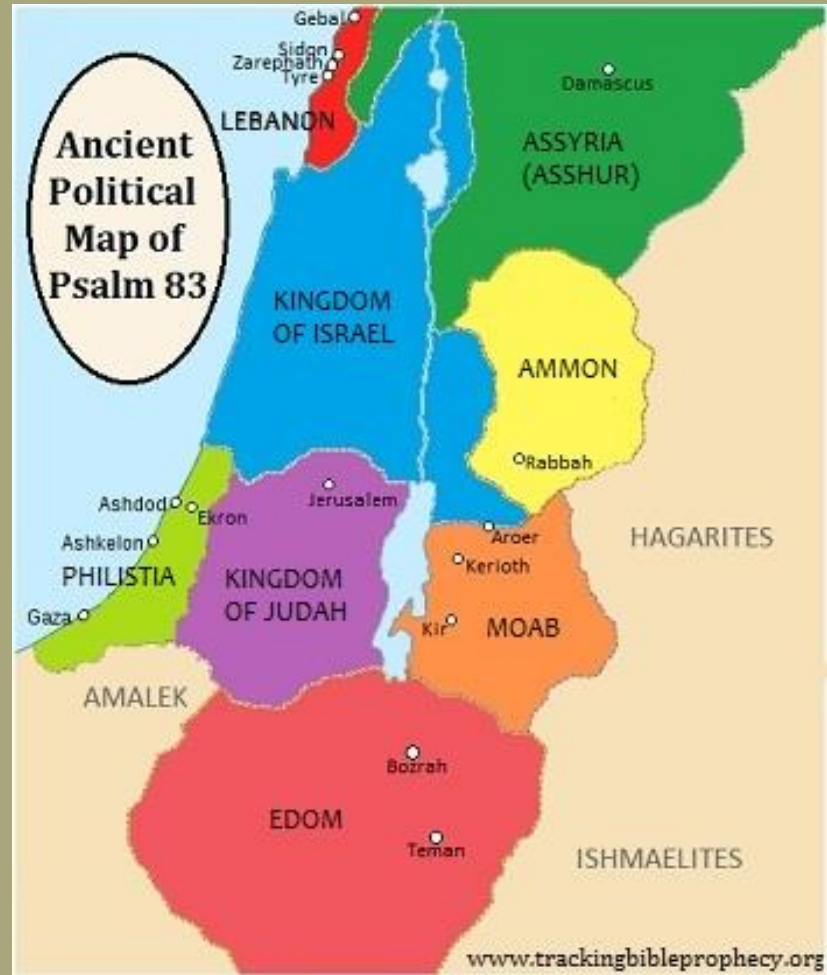 Gebal
Sidon
Zarephath
Tyre
Damascus
LEBANON
Ancient
Political
Map of
Psalm 83
ASSYRIA
(ASSHUR)
KINGDOM
OF ISRAEL
AMMON
Rabbah
Ashdod
Ekron
Jerusalem
Ashkelon
Aroer
HAGARITES
PHILISTIA
KINGDOM
OF JUDAH
Kerioth
Gaza
Kir
MOAB
AMALEK
Bozrah
EDOM
Teman
ISHMAELITES
www.trackingbibleprophecy.org